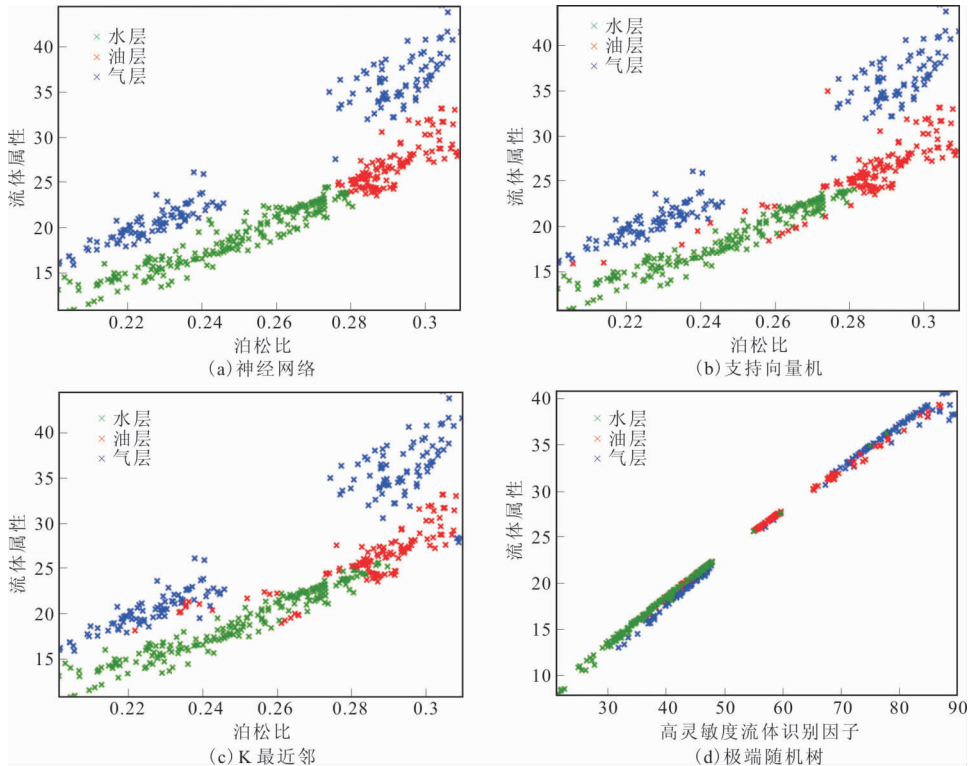 × 水层
× 油层
× 气层
40
35
30
25
20
15
流体属性
0.22 0.24 0.26 0.28 0.3
泊松比
(a)神经网络
× 水层
× 油层
× 气层
40
35
30
25
20
15
流体属性
0.22 0.24 0.26 0.28 0.3
泊松比
(b)支持向量机
× 水层
× 油层
× 气层
40
35
30
25
20
15
流体属性
0.22 0.24 0.26 0.28 0.3
泊松比
(c)K最近邻
× 水层
× 油层
× 气层
40
35
30
25
20
15
10
流体属性
30 40 50 60 70 80 90
高灵敏度流体识别因子
(d)极端随机树